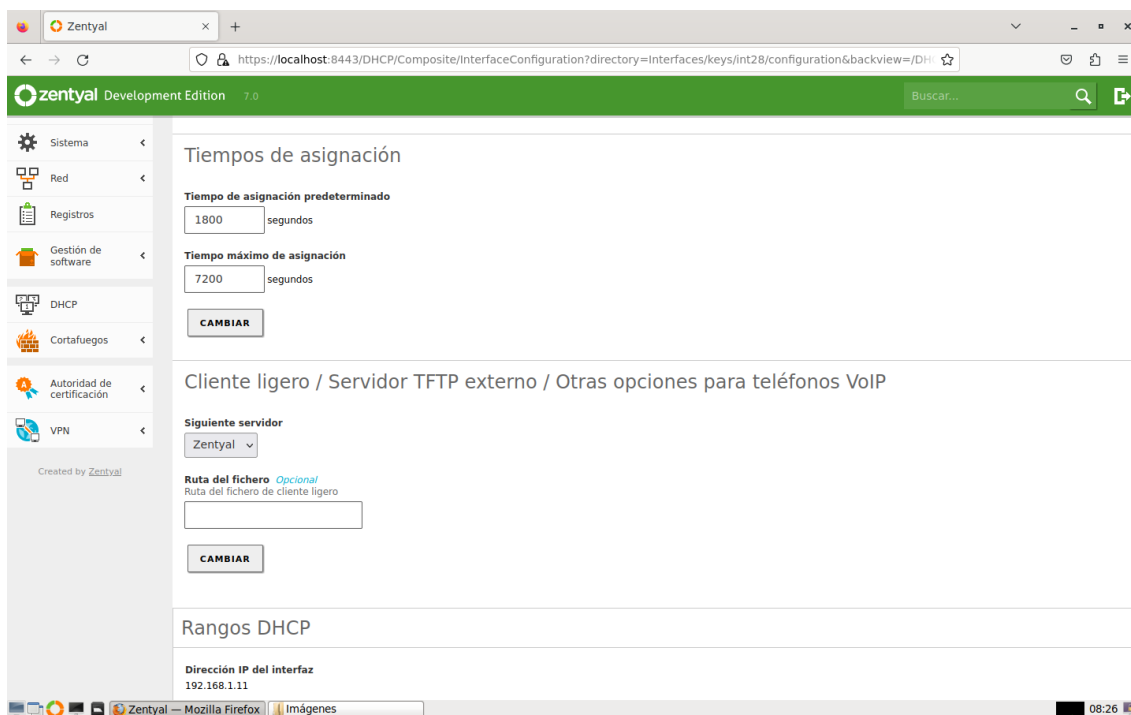 Zentyal
https://localhost:8443/DHCP/Composite/InterfaceConfiguration?directory=Interfaces/keys/int28/configuration&backview=/DH
zentyal Development Edition 7.0
Buscar...
Sistema
Red
Registros
Gestión de
software
DHCP
Cortafuegos
Autoridad de
certificación
VPN
Created by Zentyal
Tiempos de asignación
Tiempo de asignación predeterminado
1800 segundos
Tiempo máximo de asignación
7200 segundos
CAMBIAR
Cliente ligero / Servidor TFTP externo / Otras opciones para teléfonos VoIP
Siguiente servidor
Zentyal
Ruta del fichero Opcional
Ruta del fichero de cliente ligero
CAMBIAR
Rangos DHCP
Dirección IP del interfaz
192.168.1.11
Zentyal — Mozilla Firefox
Imágenes
08:26